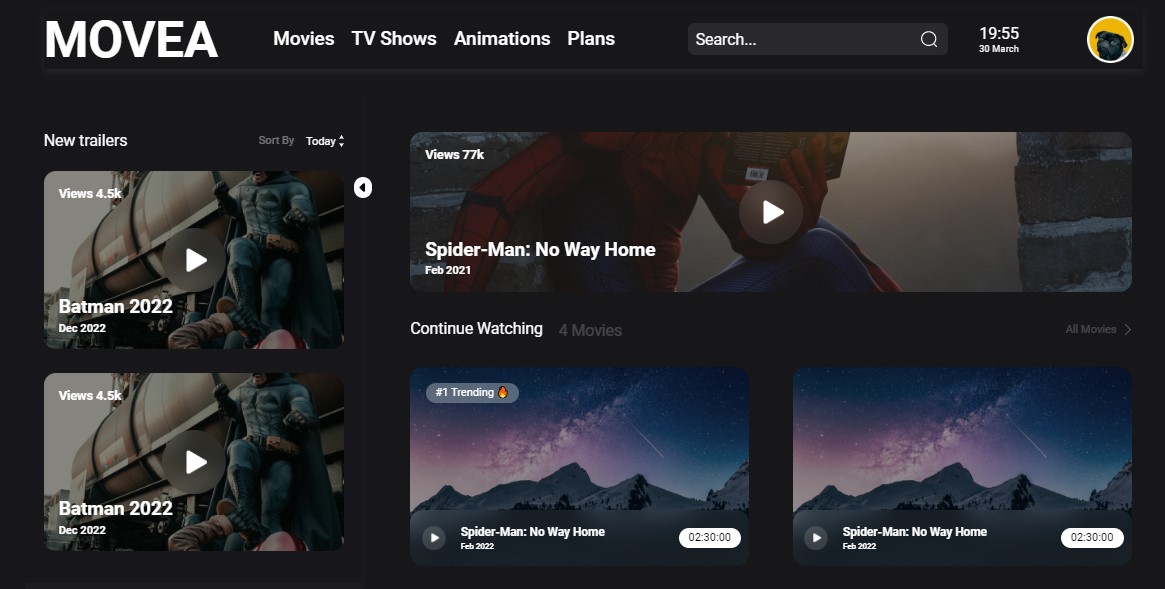 MOVEA
Movies TV Shows Animations Plans
Search...
19:55
30 March
New trailers
Sort By Today
Views 4.5k
Batman 2022
Dec 2022
Views 4.5k
Batman 2022
Dec 2022
Views 77k
Spider-Man: No Way Home
Feb 2021
Continue Watching 4 Movies
All Movies
#1 Trending 🔥
Spider-Man: No Way Home
Feb 2022
02:30:00
Spider-Man: No Way Home
Feb 2022
02:30:00